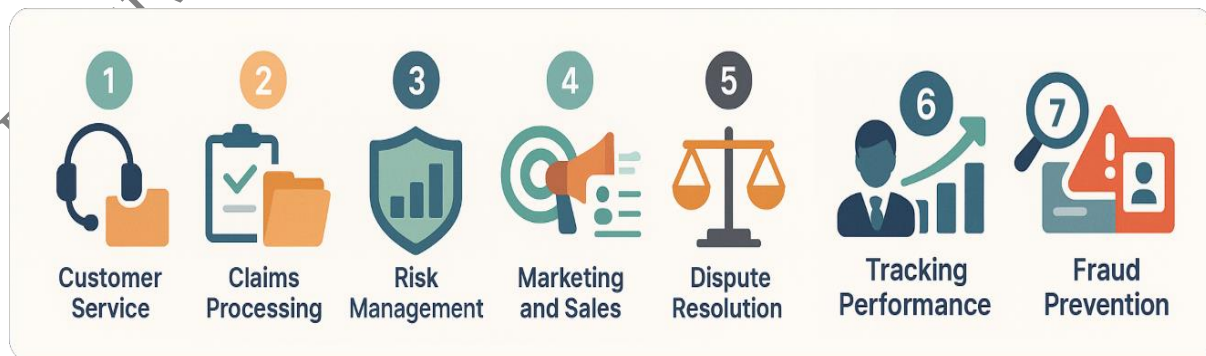 1
Customer
Service
2
Claims
Processing
3
Risk
Management
4
Marketing
and Sales
5
Dispute
Resolution
6
Tracking
Performance
7
Fraud
Prevention